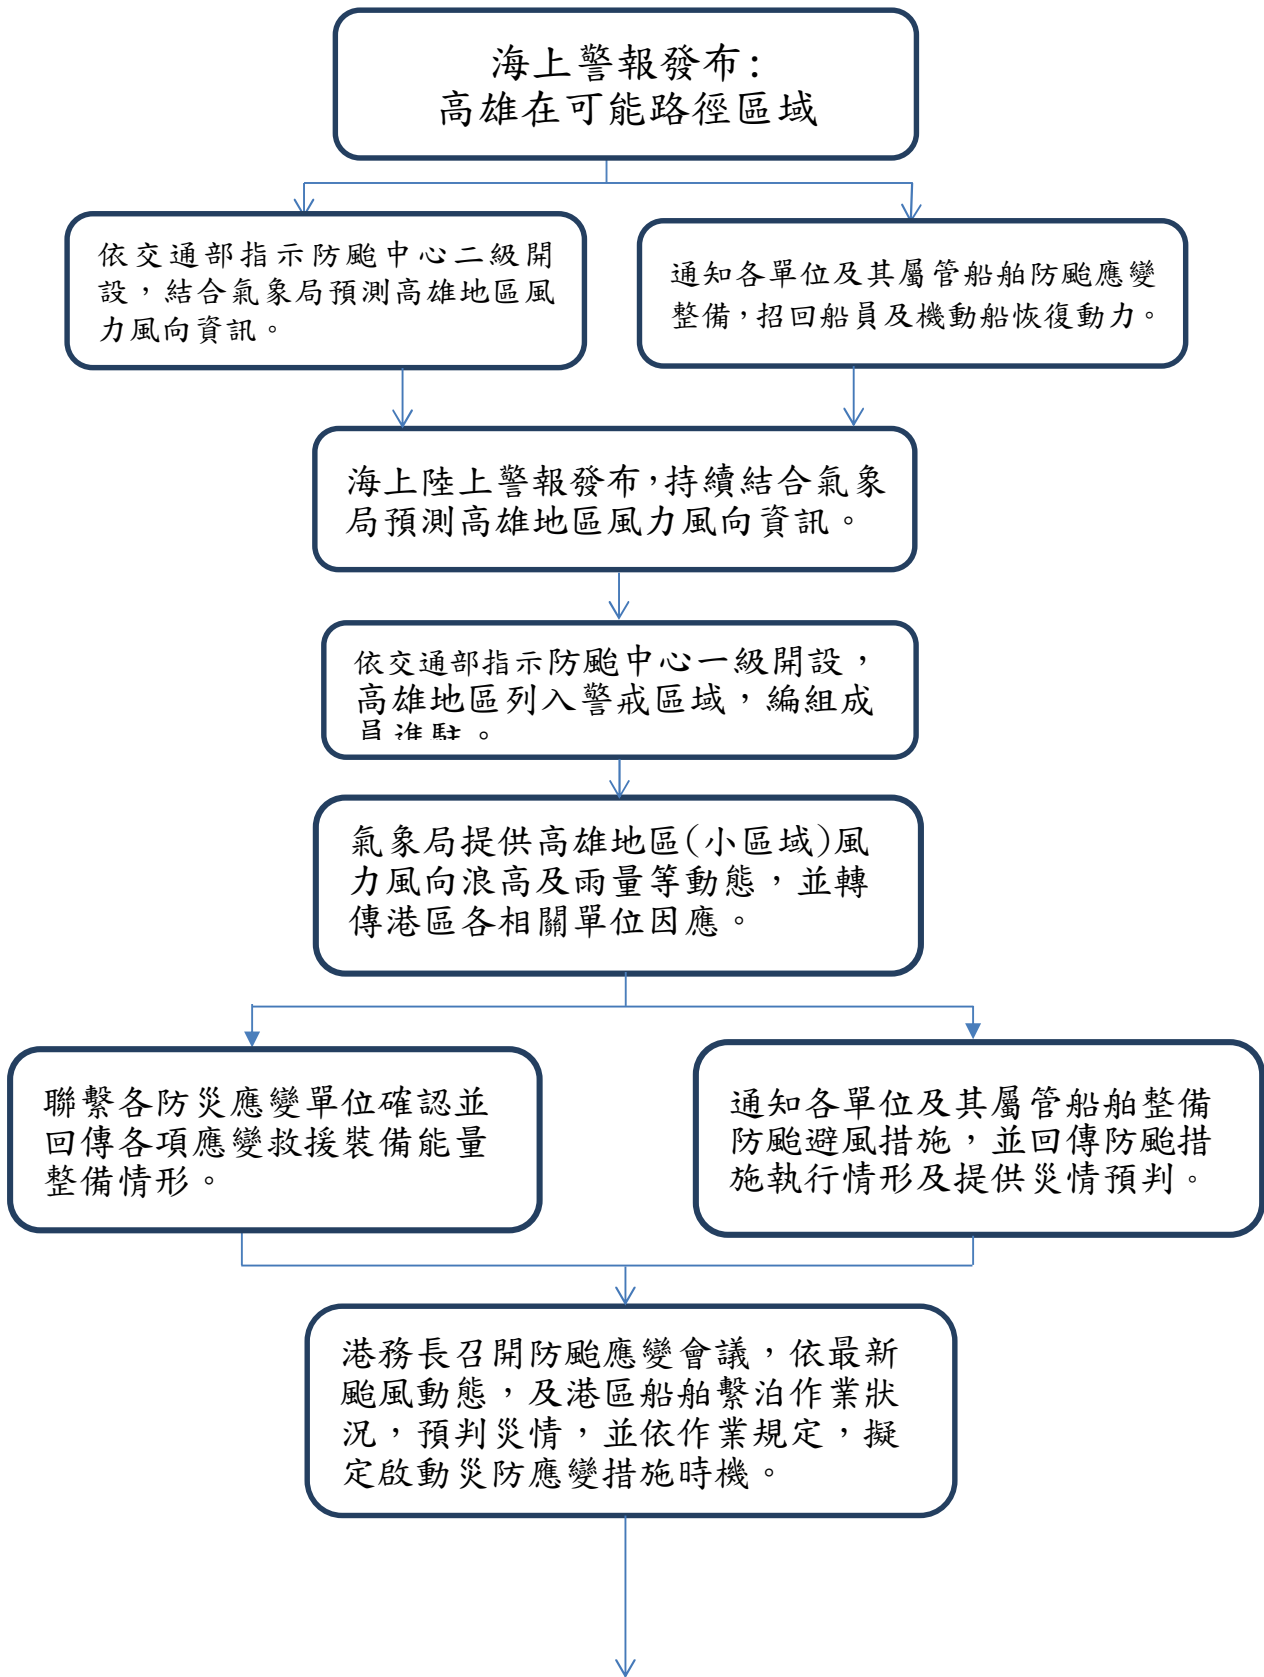 海上警報發布：
高雄在可能路徑區域
依交通部指示防颱中心二級開
設，結合氣象局預測高雄地區風
力風向資訊。
通知各單位及其屬管船舶防颱應變
整備，招回船員及機動船恢復動力。
海上陸上警報發布，持續結合氣象
局預測高雄地區風力風向資訊。
依交通部指示防颱中心一級開設，
高雄地區列入警戒區域，編組成
員進駐。
氣象局提供高雄地區(小區域)風
力風向浪高及雨量等動態，並轉
傳港區各相關單位因應。
聯繫各防災應變單位確認並
回傳各項應變救援裝備能量
整備情形。
通知各單位及其屬管船舶整備
防颱避風措施，並回傳防颱措
施執行情形及提供災情預判。
港務長召開防颱應變會議，依最新
颱風動態，及港區船舶繫泊作業狀
況，預判災情，並依作業規定，擬
定啟動災防應變措施時機。